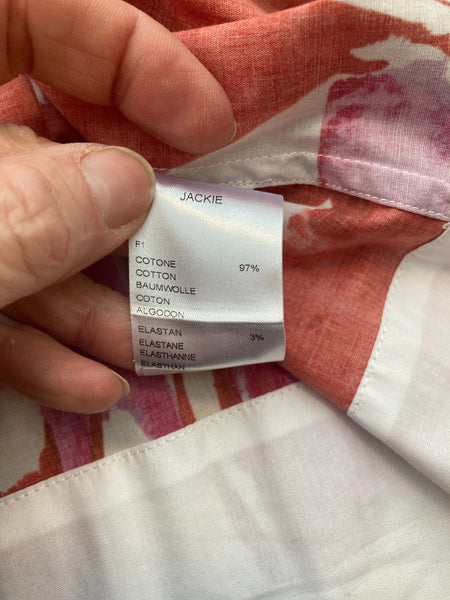 JACKIE
F1
COTONE
COTTON 97%
BAUMWOLLE
COTON
ALGODON
ELASTAN
ELASTANE 3%
ELASTHANNE
ELASTHAN